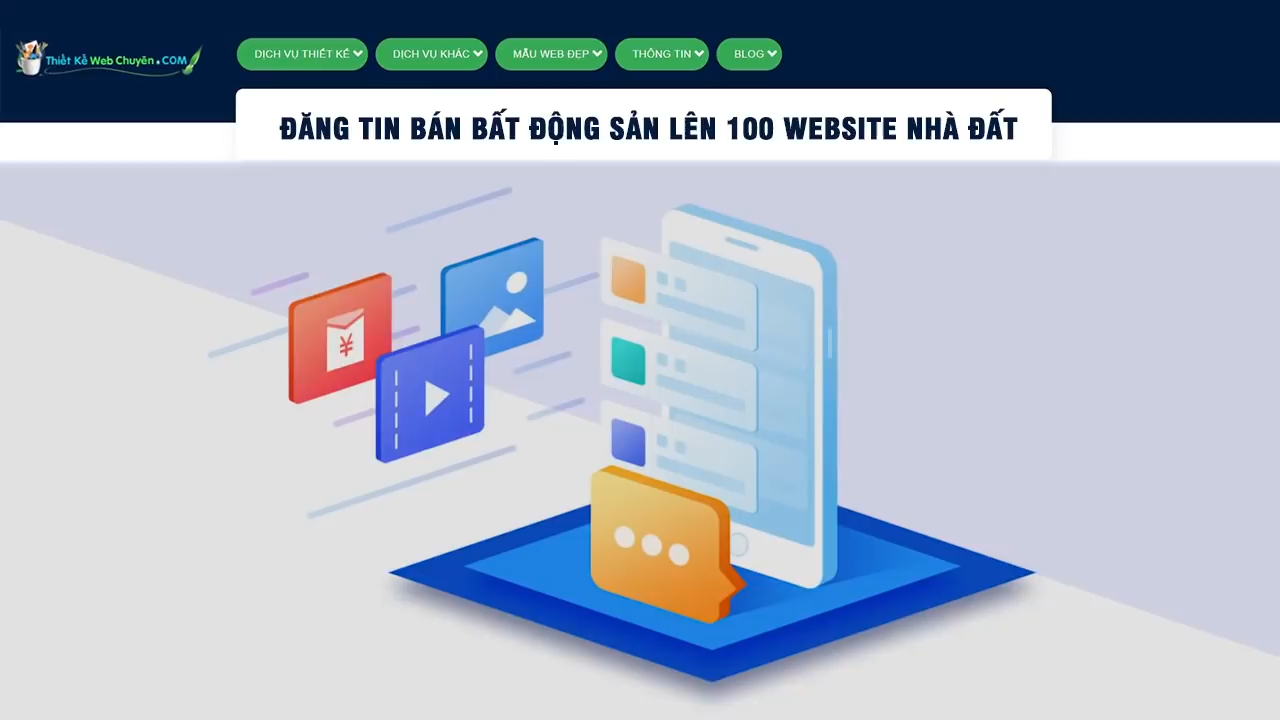 Thiết Kế Web Chuyên.COM
DỊCH VỤ THIẾT KẾ
DỊCH VỤ KHÁC
MẪU WEB ĐẸP
THÔNG TIN
BLOG
ĐĂNG TIN BÁN BẤT ĐỘNG SẢN LÊN 100 WEBSITE NHÀ ĐẤT
¥